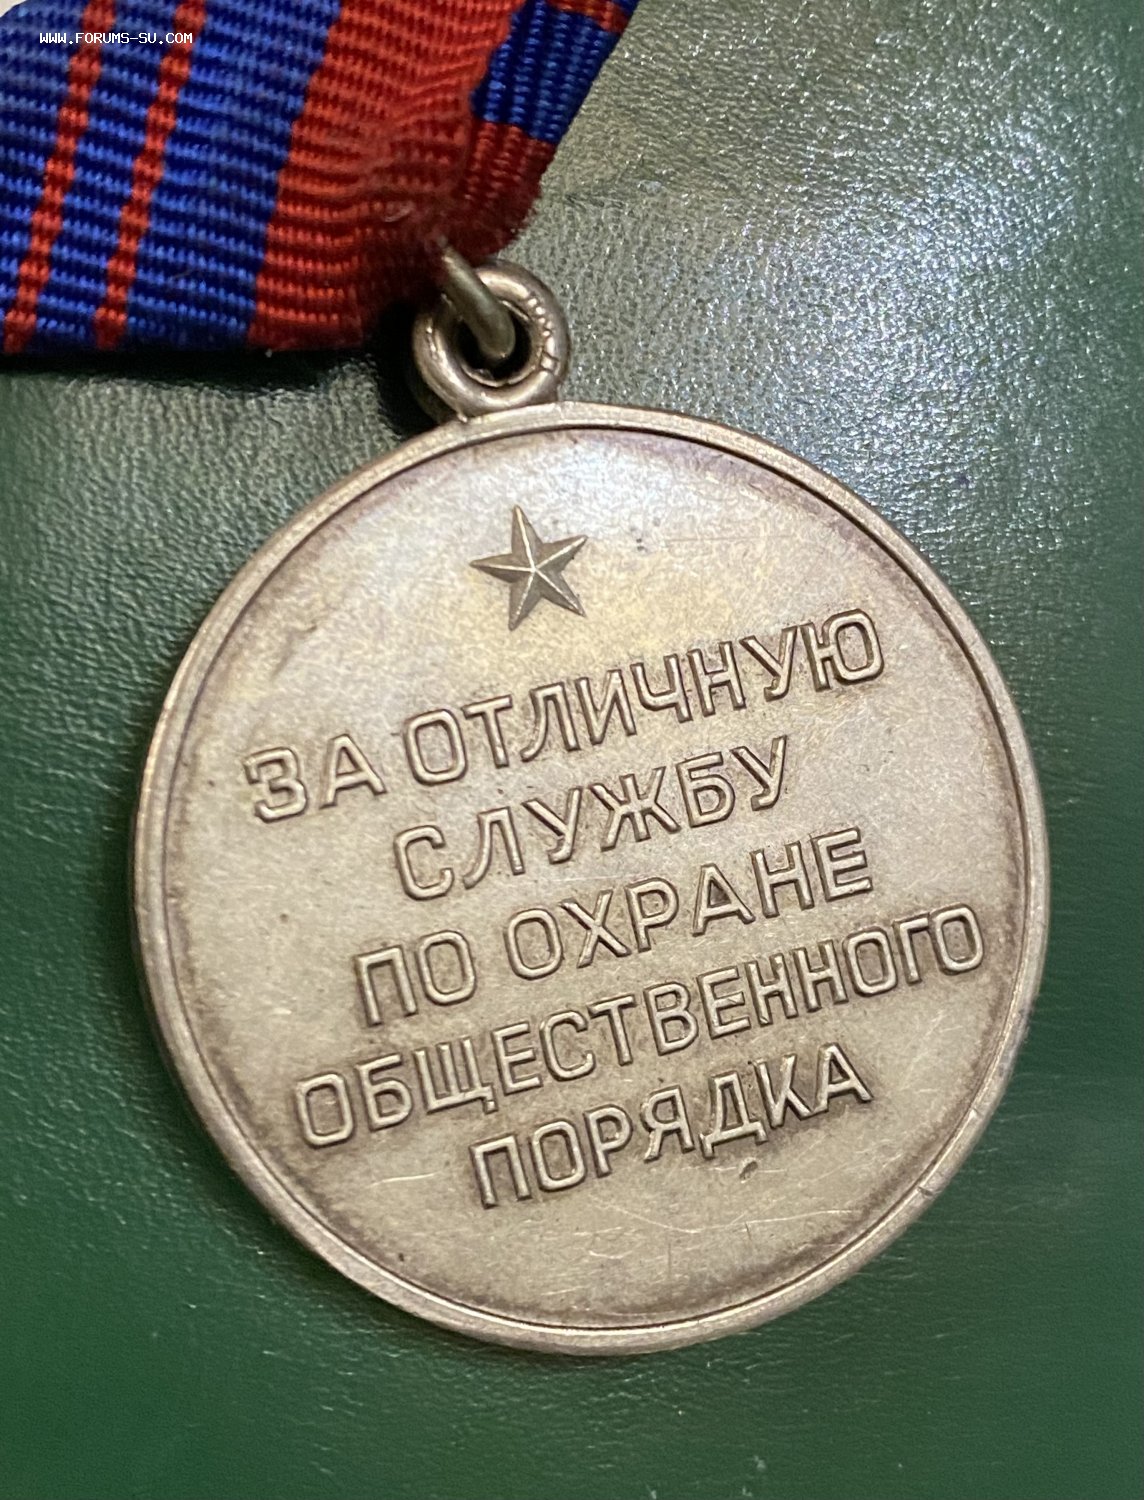 WWW.FORUMS-SU.COM
ЗА ОТЛИЧНУЮ
СЛУЖБУ
ПО ОХРАНЕ
ОБЩЕСТВЕННОГО
ПОРЯДКА